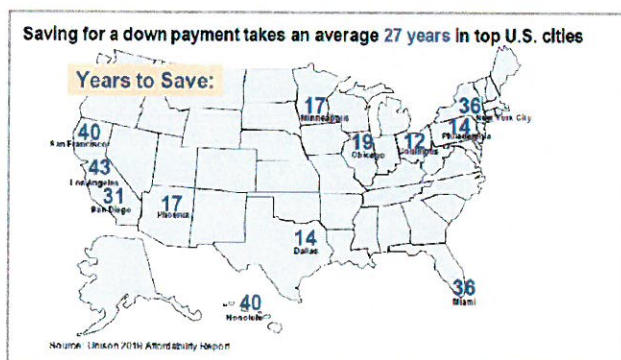 Saving for a down payment takes an average 27 years in top U.S. cities
Years to Save:
17
Minneapolis
36
New York City
40
San Francisco
19
Chicago
12
Columbus
14
Philadelphia
43
Los Angeles
31
San Diego
17
Phoenix
14
Dallas
40
Honolulu
36
Miami
Source: Unison 2018 Affordability Report